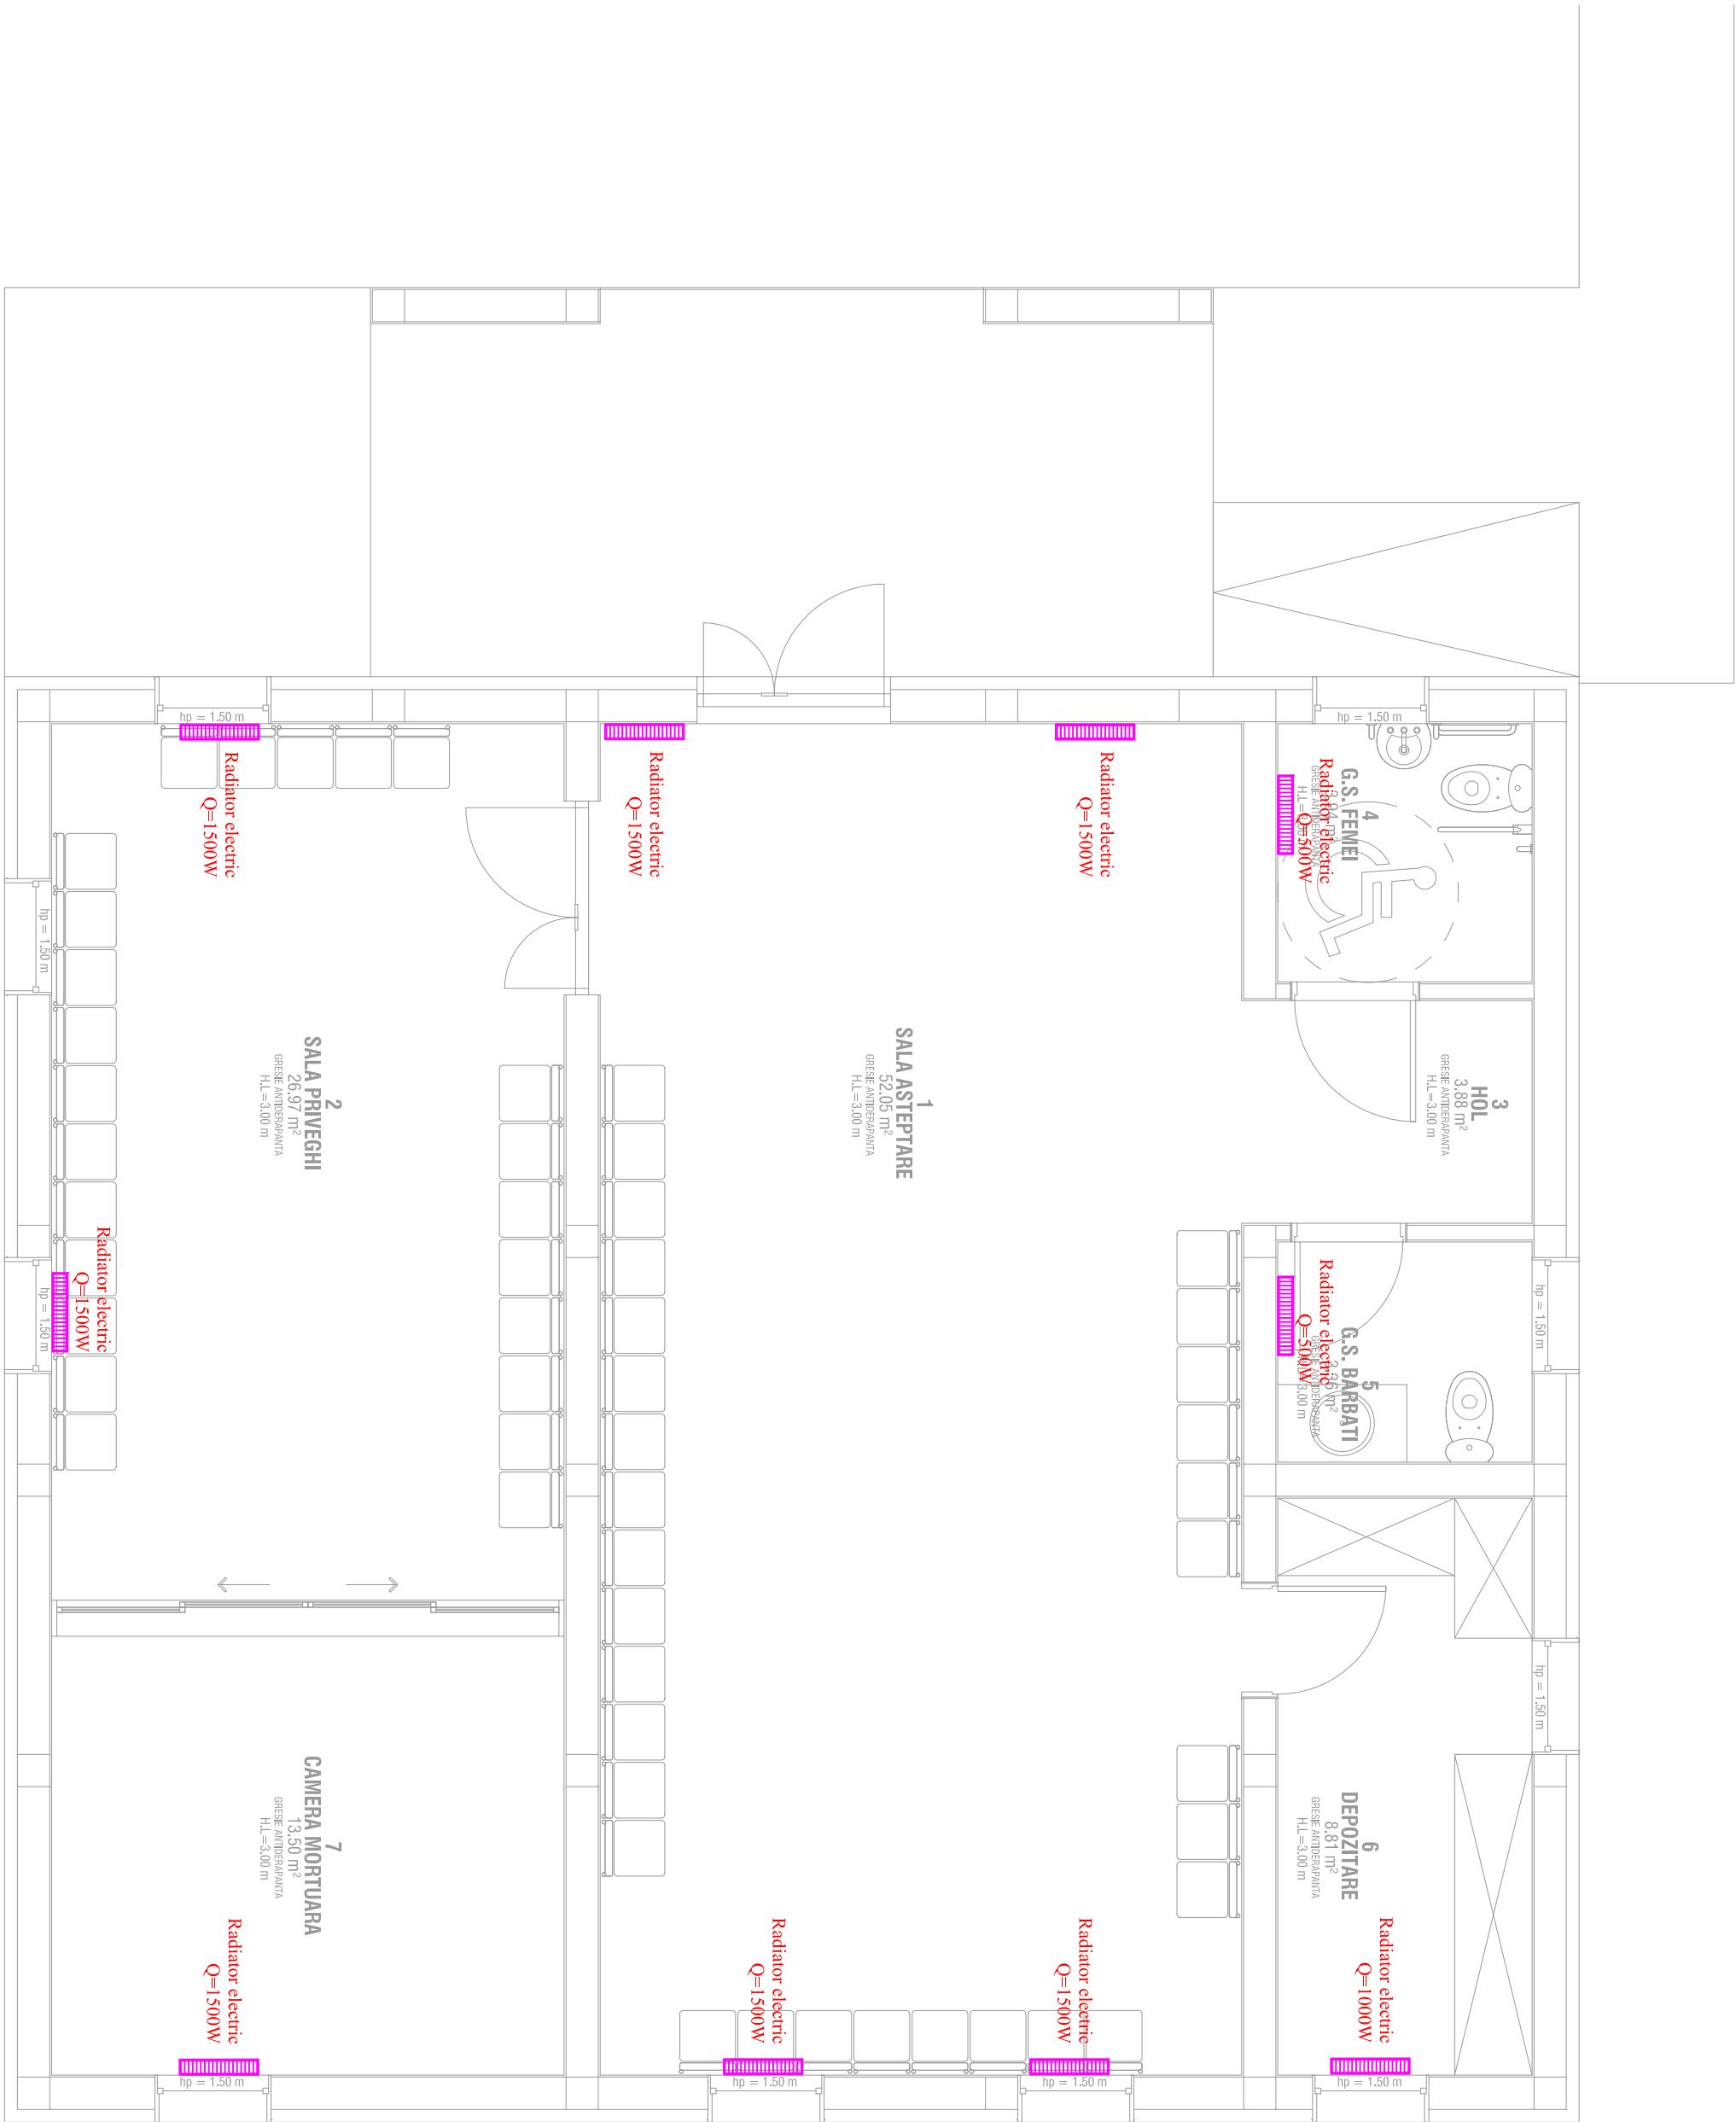 hp = 1.50 m
hp = 1.50 m
Radiator electric
Q=1500W
Radiator electric
Q=1500W
Radiator electric
Q=1500W
Radiator electric
Q=500W
4
G.S. FEMEI
GRESIE ANTIDERAPANTA
hp = 1.50 m
2
SALA PRIVEGHI
26.97 m²
GRESIE ANTIDERAPANTA
H.L=3.00 m
1
SALA ASTEPTARE
52.05 m²
GRESIE ANTIDERAPANTA
H.L=3.00 m
3
HOL
3.88 m²
GRESIE ANTIDERAPANTA
H.L=3.00 m
Radiator electric
Q=1500W
hp = 1.50 m
Radiator electric
Q=500W
5
G.S. BARBATI
GRESIE ANTIDERAPANTA
hp = 1.50 m
hp = 1.50 m
7
CAMERA MORTUARA
13.50 m²
GRESIE ANTIDERAPANTA
H.L=3.00 m
6
DEPOZITARE
8.81 m²
GRESIE ANTIDERAPANTA
H.L=3.00 m
Radiator electric
Q=1500W
Radiator electric
Q=1500W
Radiator electric
Q=1500W
Radiator electric
Q=1000W
hp = 1.50 m
hp = 1.50 m
hp = 1.50 m
hp = 1.50 m